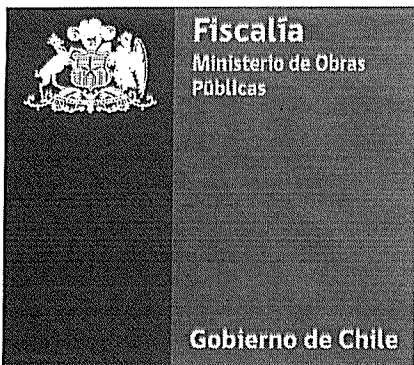 Fiscalía
Ministerio de Obras
Públicas
Gobierno de Chile